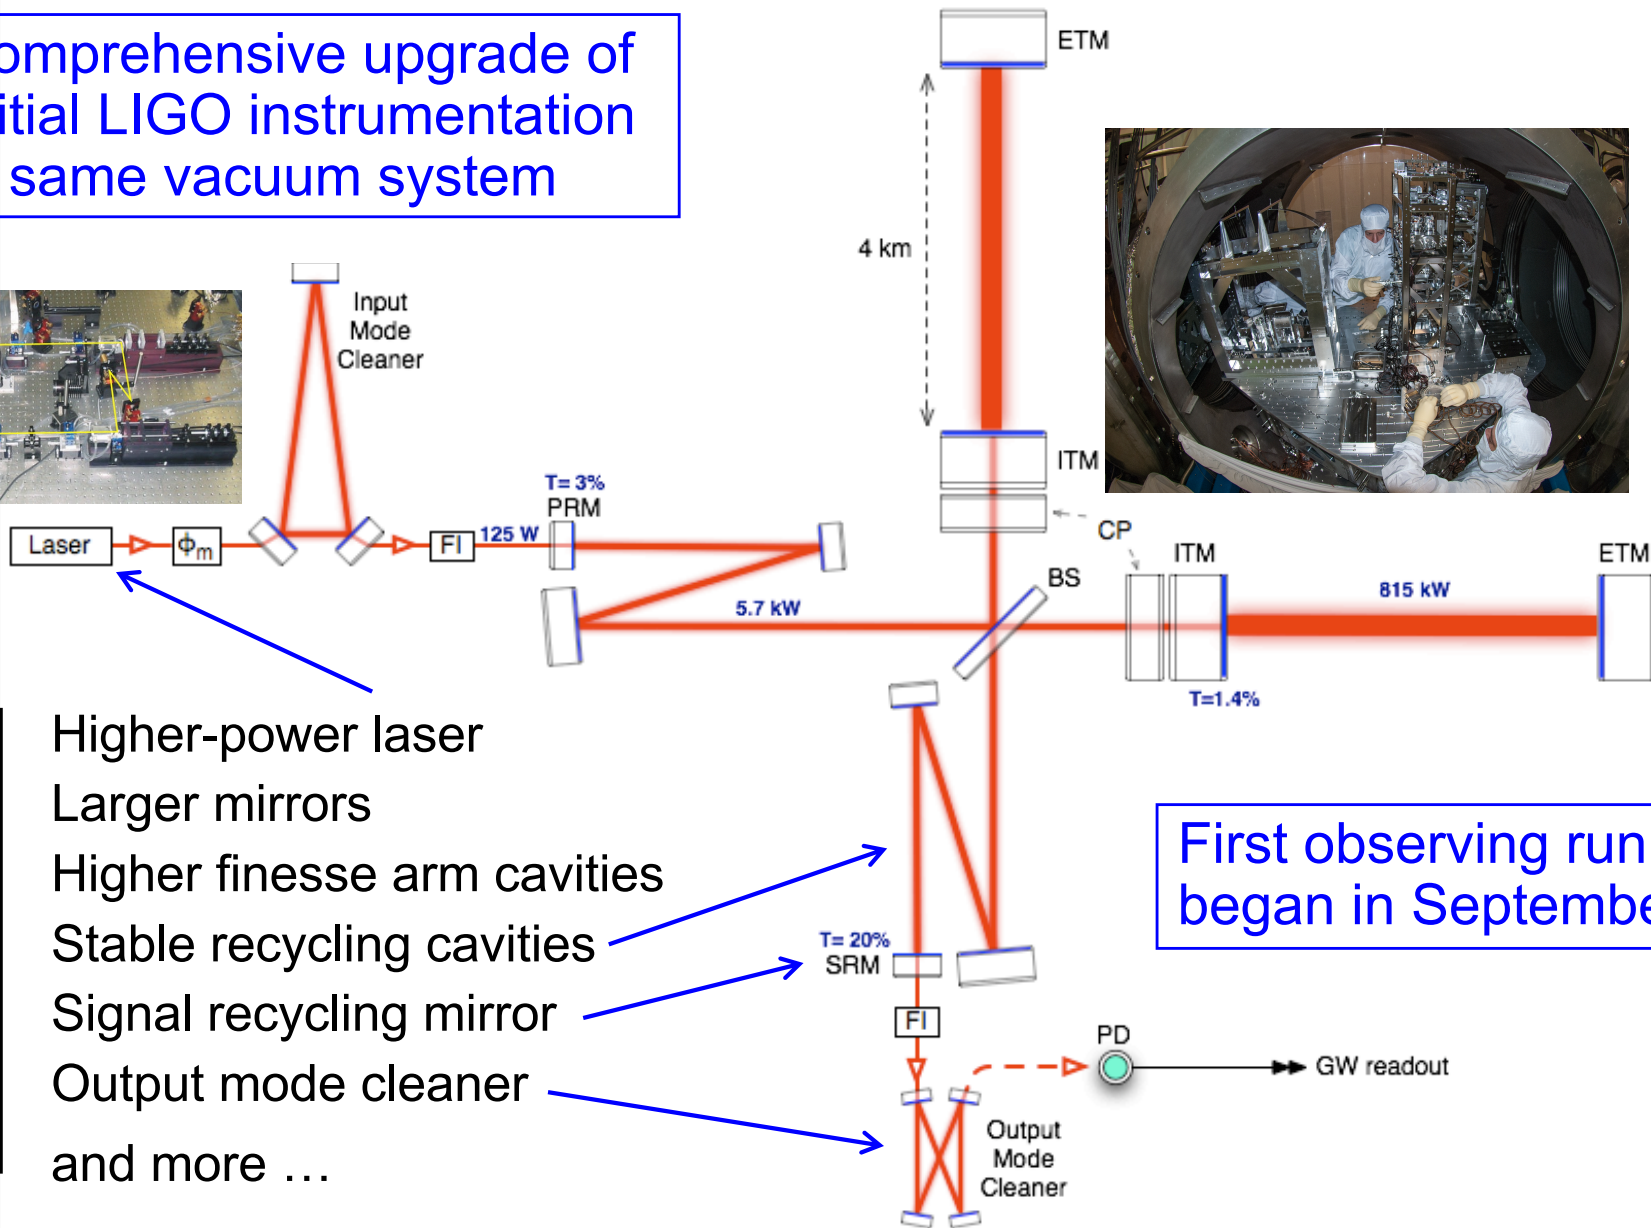 omprehensive upgrade of
itial LIGO instrumentation
same vacuum system
ETM
4 km
Input
Mode
Cleaner
ITM
T= 3%
PRM
CP
Laser
Φm
FI
125 W
ITM
ETM
BS
5.7 kW
815 kW
T=1.4%
Higher-power laser
Larger mirrors
Higher finesse arm cavities
Stable recycling cavities
Signal recycling mirror
Output mode cleaner
and more …
First observing run
began in Septembe
T= 20%
SRM
FI
PD
GW readout
Output
Mode
Cleaner